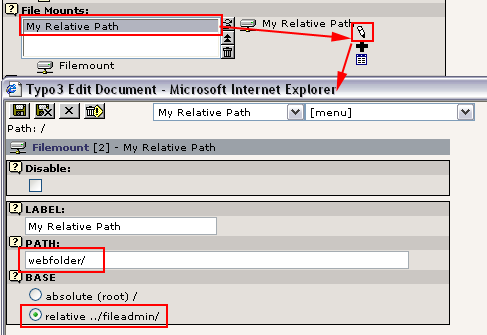 File Mounts:
My Relative Path
My Relative Path
Filemount
Typo3 Edit Document - Microsoft Internet Explorer
My Relative Path
[menu]
Path: /
Filemount [2] - My Relative Path
Disable:
LABEL:
My Relative Path
PATH:
webfolder/
BASE
absolute (root) /
relative ../fileadmin/